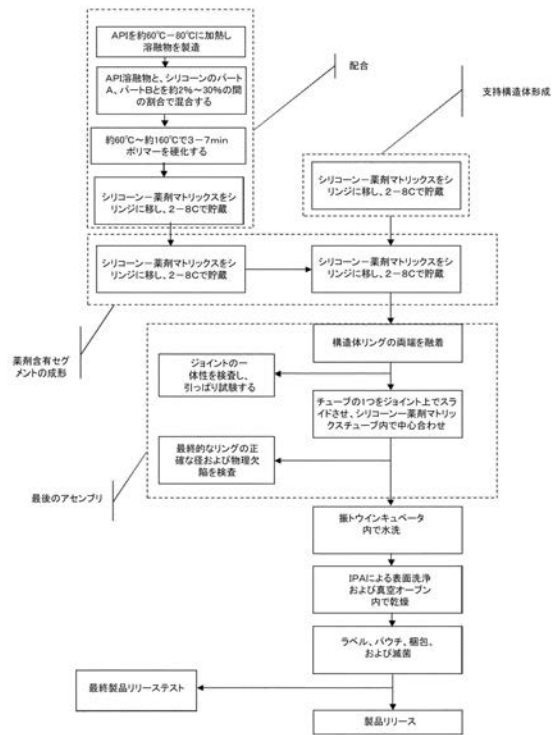 APIを約60℃-80℃に加熱し
溶融物を製造
API溶融物と、シリコーンのパート
A、パートBとを約2%~30%の間
の割合で混合する
約60℃~約160℃で3-7min
ポリマーを硬化する
シリコーン-薬剤マトリックスをシ
リンジに移し、2-8Cで貯蔵
配合
支持構造体形成
シリコーン-薬剤マトリックスをシ
リンジに移し、2-8Cで貯蔵
シリコーン-薬剤マトリックスをシ
リンジに移し、2-8Cで貯蔵
シリコーン-薬剤マトリックスをシ
リンジに移し、2-8Cで貯蔵
薬剤含有セグ
メントの成形
構造体リングの両端を融着
ジョイントの一
体性を検査し、
引っぱり試験する
チューブの1つをジョイント上でスラ
イドさせ、シリコーン-薬剤マトリッ
クスチューブ内で中心合わせ
最終的なリングの正
確な径および物理欠
陥を検査
最後のアセンブリ
振トウインキュベータ
内で水洗
IPAによる表面洗浄
および真空オーブン
内で乾燥
ラベル、パウチ、梱包、
および滅菌
最終製品リリーステスト
製品リリース